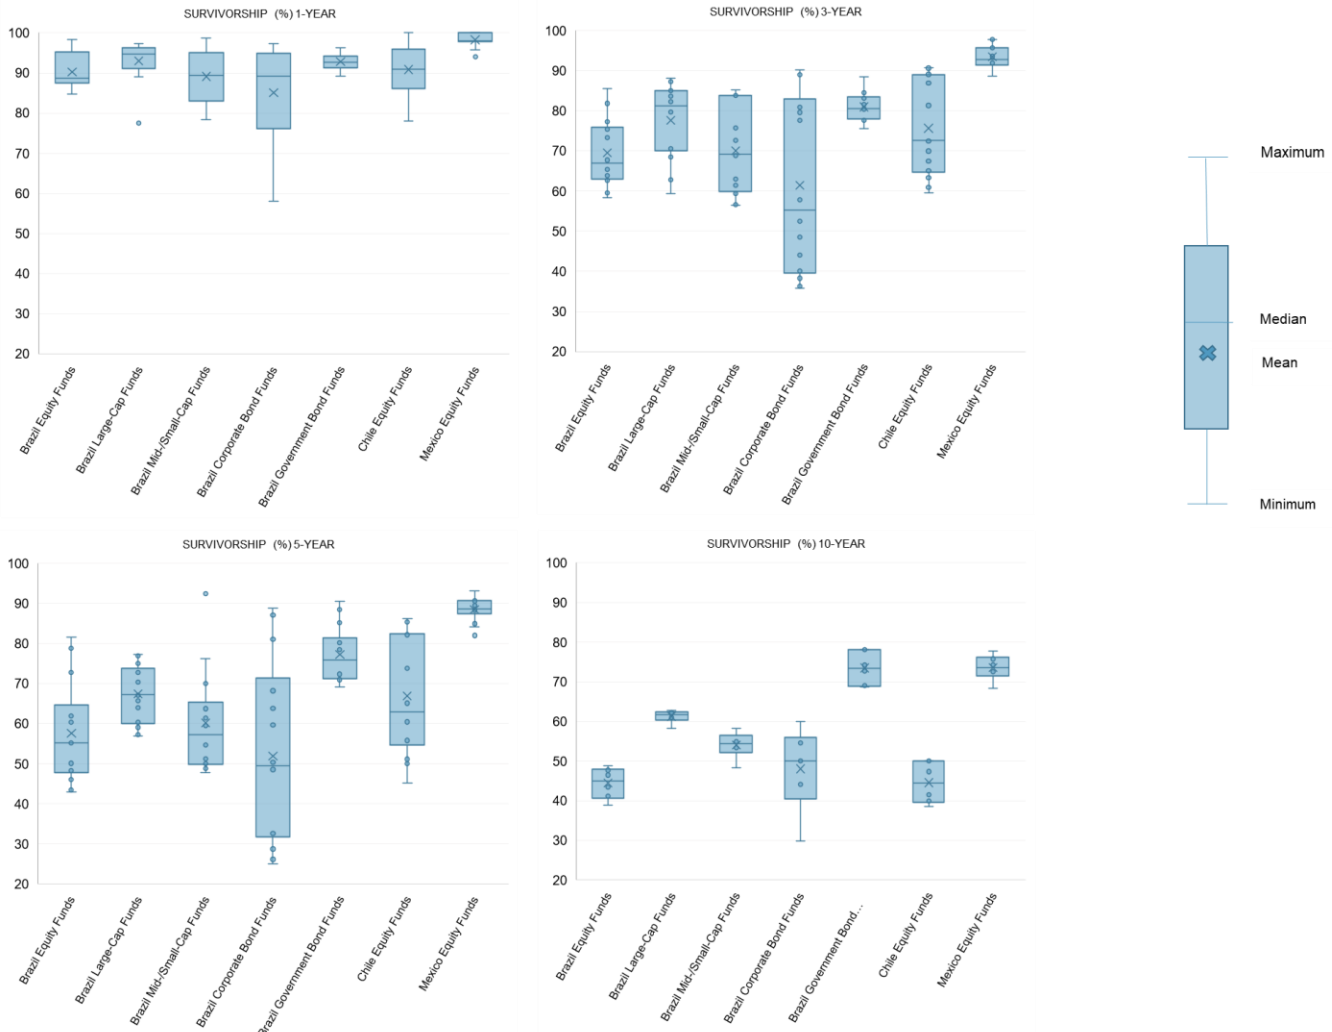 SURVIVORSHIP (%) 1-YEAR
100
90
80
70
60
50
40
30
20
Brazil Equity Funds
Brazil Large-Cap Funds
Brazil Mid-/Small-Cap Funds
Brazil Corporate Bond Funds
Brazil Government Bond Funds
Chile Equity Funds
Mexico Equity Funds
SURVIVORSHIP (%) 3-YEAR
100
90
80
70
60
50
40
30
20
Brazil Equity Funds
Brazil Large-Cap Funds
Brazil Mid-/Small-Cap Funds
Brazil Corporate Bond Funds
Brazil Government Bond Funds
Chile Equity Funds
Mexico Equity Funds
Maximum
Median
Mean
Minimum
SURVIVORSHIP (%) 5-YEAR
100
90
80
70
60
50
40
30
20
Brazil Equity Funds
Brazil Large-Cap Funds
Brazil Mid-/Small-Cap Funds
Brazil Corporate Bond Funds
Brazil Government Bond Funds
Chile Equity Funds
Mexico Equity Funds
SURVIVORSHIP (%) 10-YEAR
100
90
80
70
60
50
40
30
20
Brazil Equity Funds
Brazil Large-Cap Funds
Brazil Mid-/Small-Cap Funds
Brazil Corporate Bond Funds
Brazil Government Bond...
Chile Equity Funds
Mexico Equity Funds